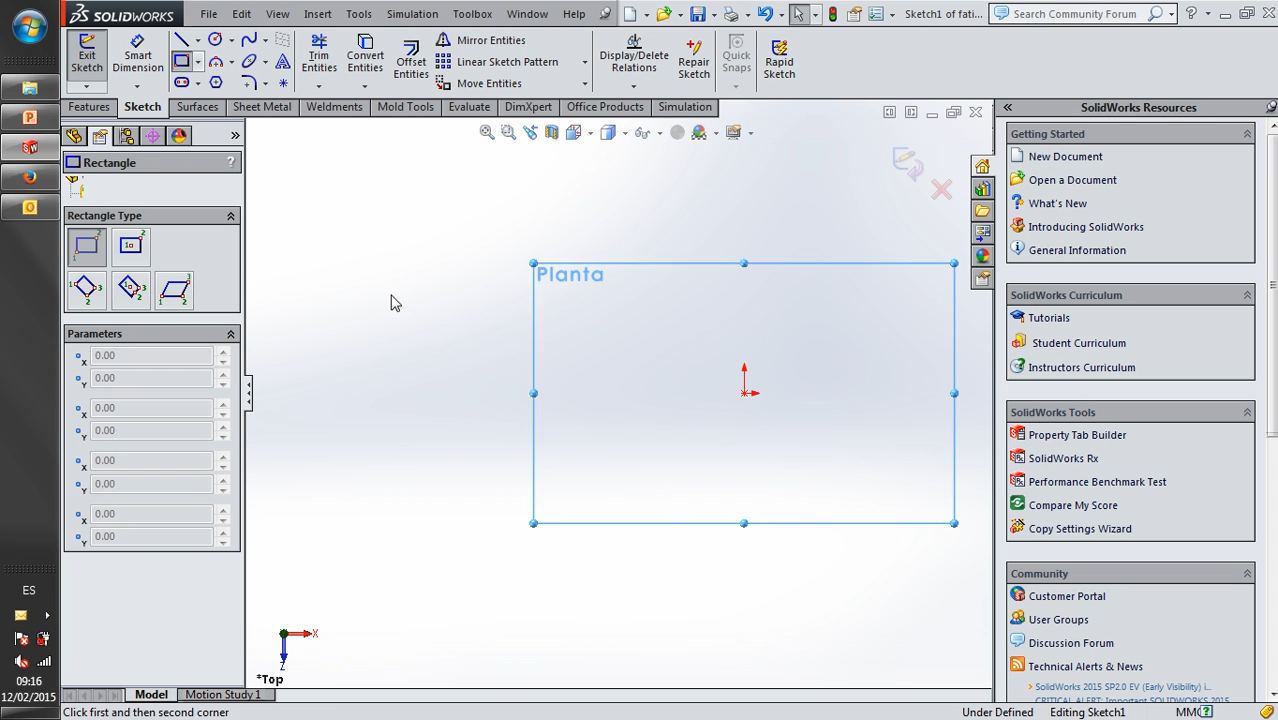 SOLIDWORKS File Edit View Insert Tools Simulation Toolbox Window Help Sketch1 of fati... Search Community Forum
Exit Sketch
Smart Dimension
Trim Entities
Convert Entities
Offset Entities
Mirror Entities
Linear Sketch Pattern
Move Entities
Display/Delete Relations
Repair Sketch
Quick Snaps
Rapid Sketch
Features Sketch Surfaces Sheet Metal Weldments Mold Tools Evaluate DimXpert Office Products Simulation
Rectangle ?
Rectangle Type
Parameters
X 0.00
Y 0.00
X 0.00
Y 0.00
X 0.00
Y 0.00
X 0.00
Y 0.00
Planta
X
Z
*Top
SolidWorks Resources
Getting Started
New Document
Open a Document
What's New
Introducing SolidWorks
General Information
SolidWorks Curriculum
Tutorials
Student Curriculum
Instructors Curriculum
SolidWorks Tools
Property Tab Builder
SolidWorks Rx
Performance Benchmark Test
Compare My Score
Copy Settings Wizard
Community
Customer Portal
User Groups
Discussion Forum
Technical Alerts & News
SolidWorks 2015 SP2.0 EV (Early Visibility) i...
ES
09:16
12/02/2015
Model Motion Study 1
Click first and then second corner Under Defined Editing Sketch1